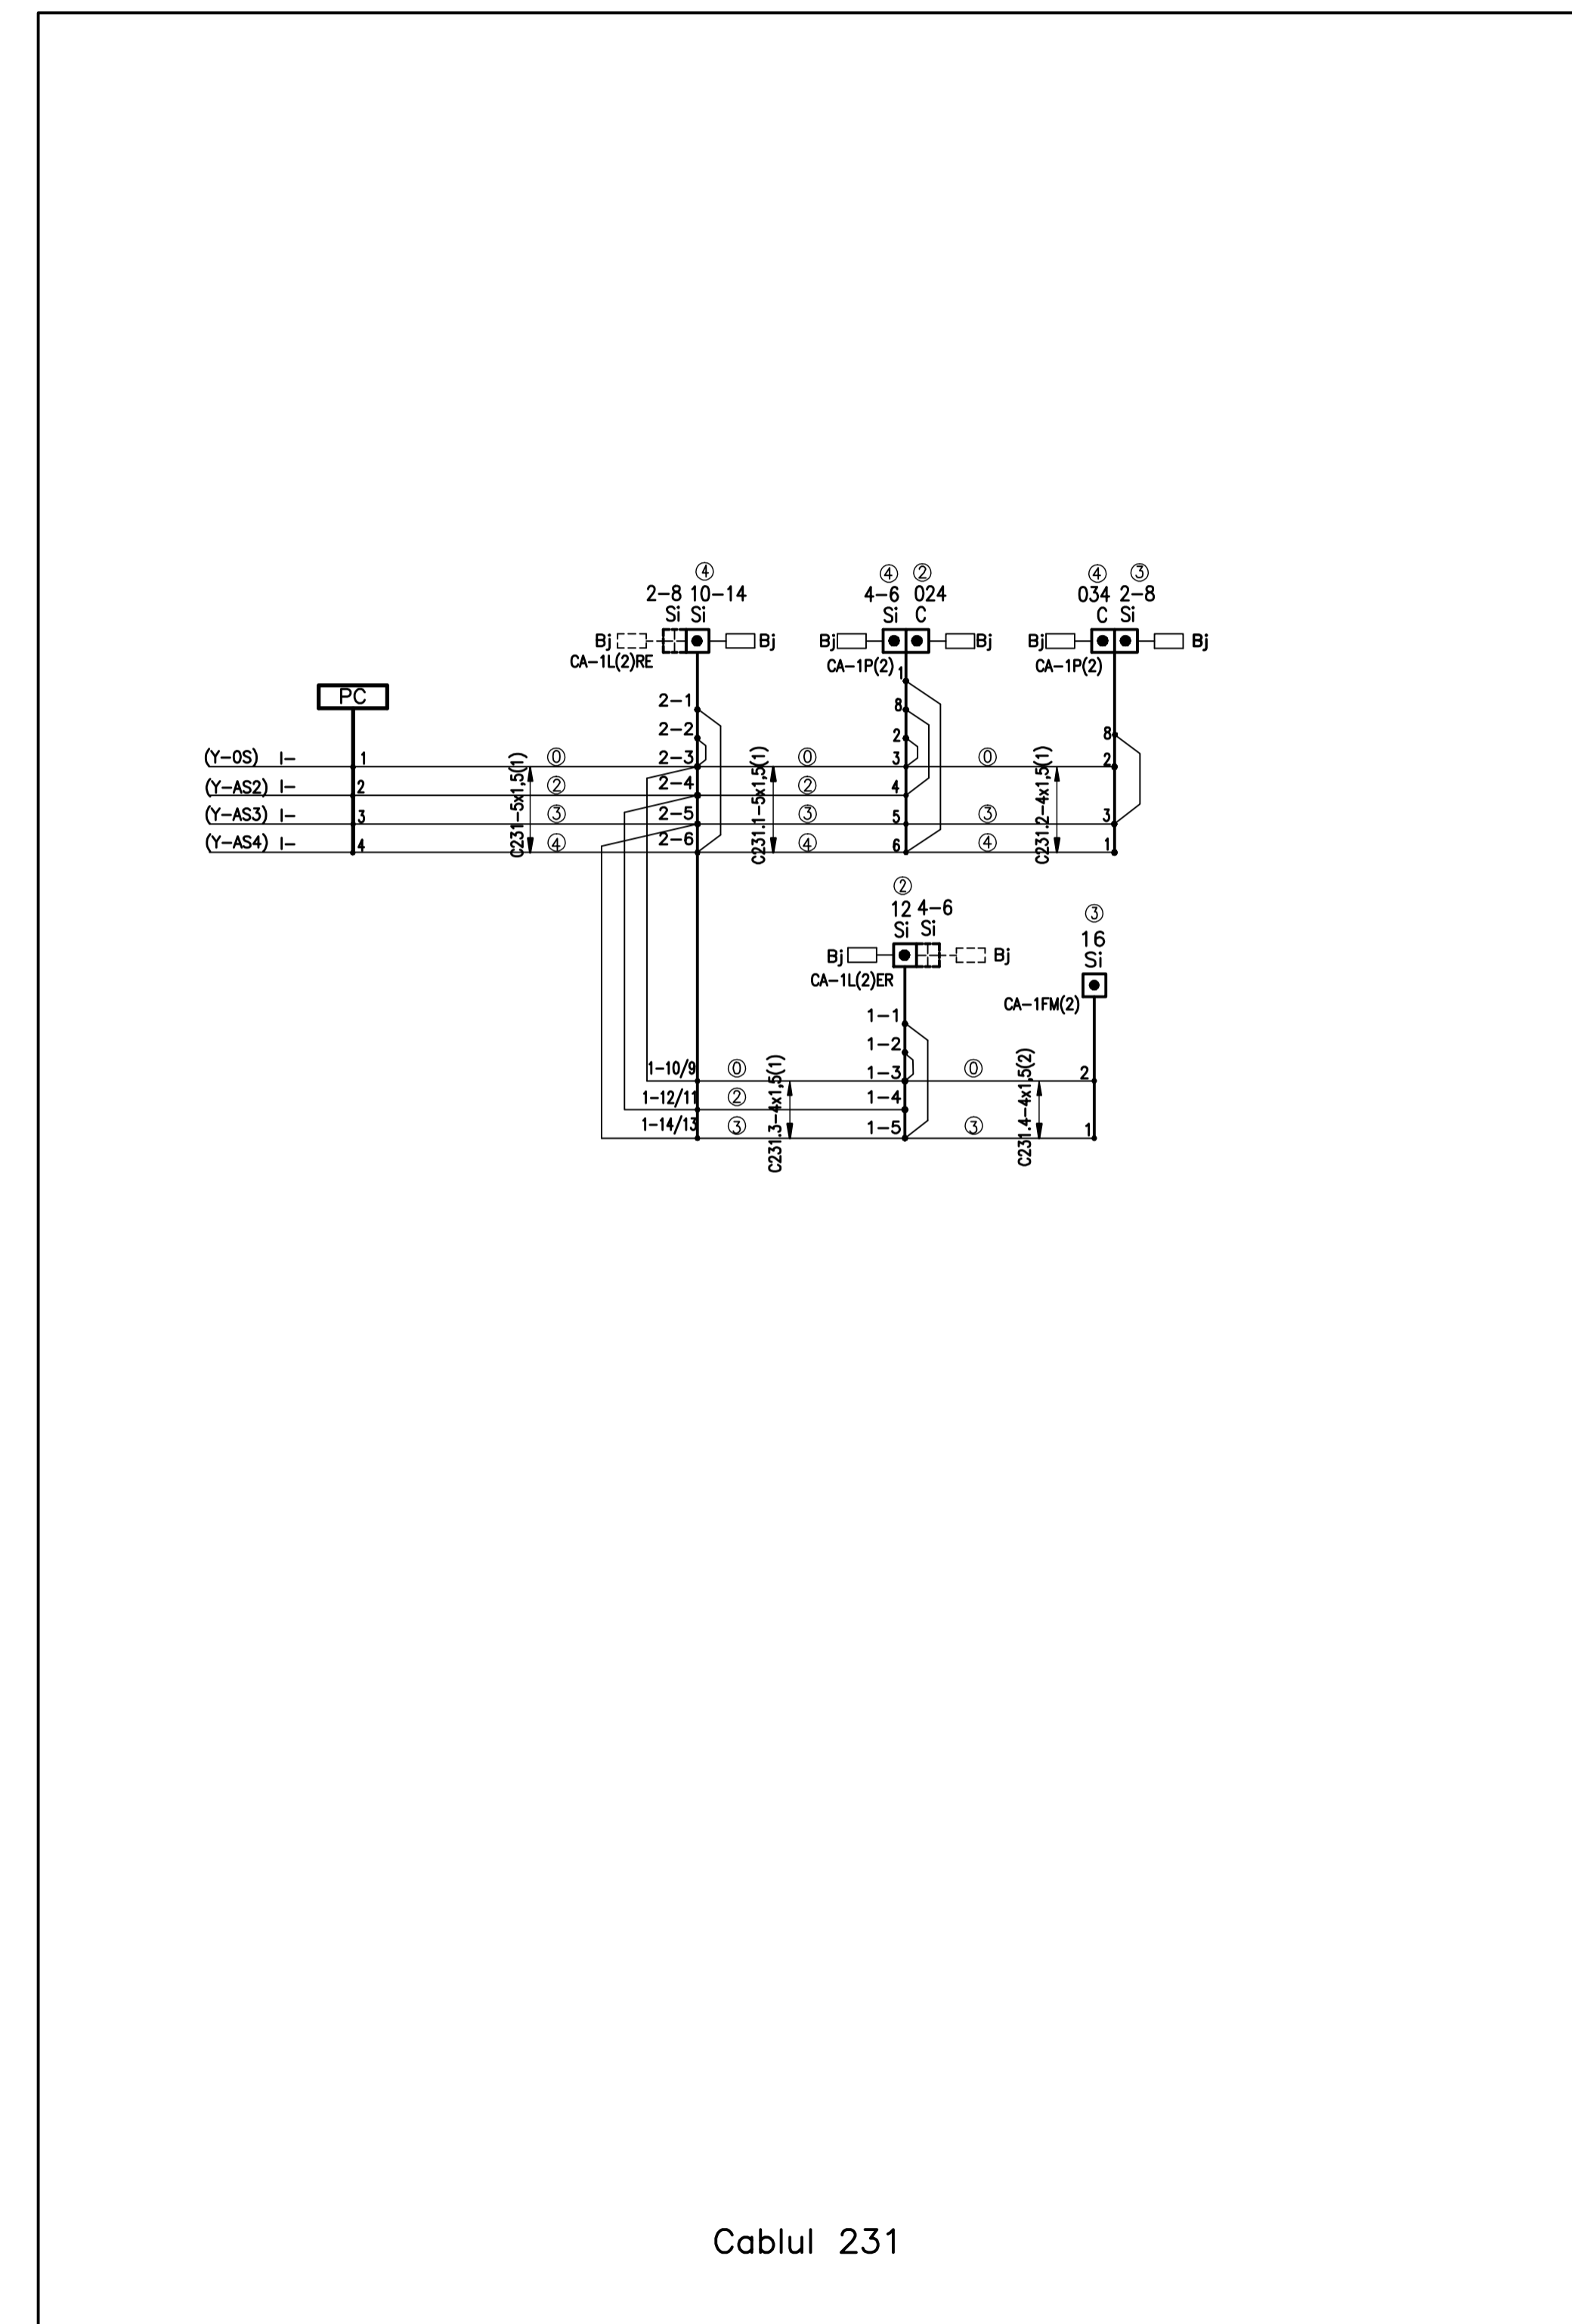 ④ ④ ② ④ ③
2-8 10-14 4-6 024 034 2-8
Si Si Si C C Si
Bj Bj Bj Bj Bj Bj
CA-1L(2)RE CA-1P(2) CA-1P(2)
PC
2-1 1
2-2 8
2-3 2
2-4 3
2-5 4
2-6 5
6
8
2
3
1
(Y-0S) I- 1 ⓪ ⓪ ⓪
(Y-AS2) I- 2 ② ②
(Y-AS3) I- 3 ③ ③ ③
(Y-AS4) I- 4 ④ ④ ④
C231-5x1,5(1)
C231.1-5x1,5(1)
C231.2-4x1,5(1)
② ③
12 4-6 16
Si Si Si
Bj Bj
CA-1L(2)ER CA-1FM(2)
1-1
1-2
1-10/9 ⓪ 1-3 ⓪ 2
1-12/11 ② 1-4
1-14/13 ③ 1-5 ③ 1
C231.3-4x1,5(1)
C231.4-4x1,5(2)
Cablul 231